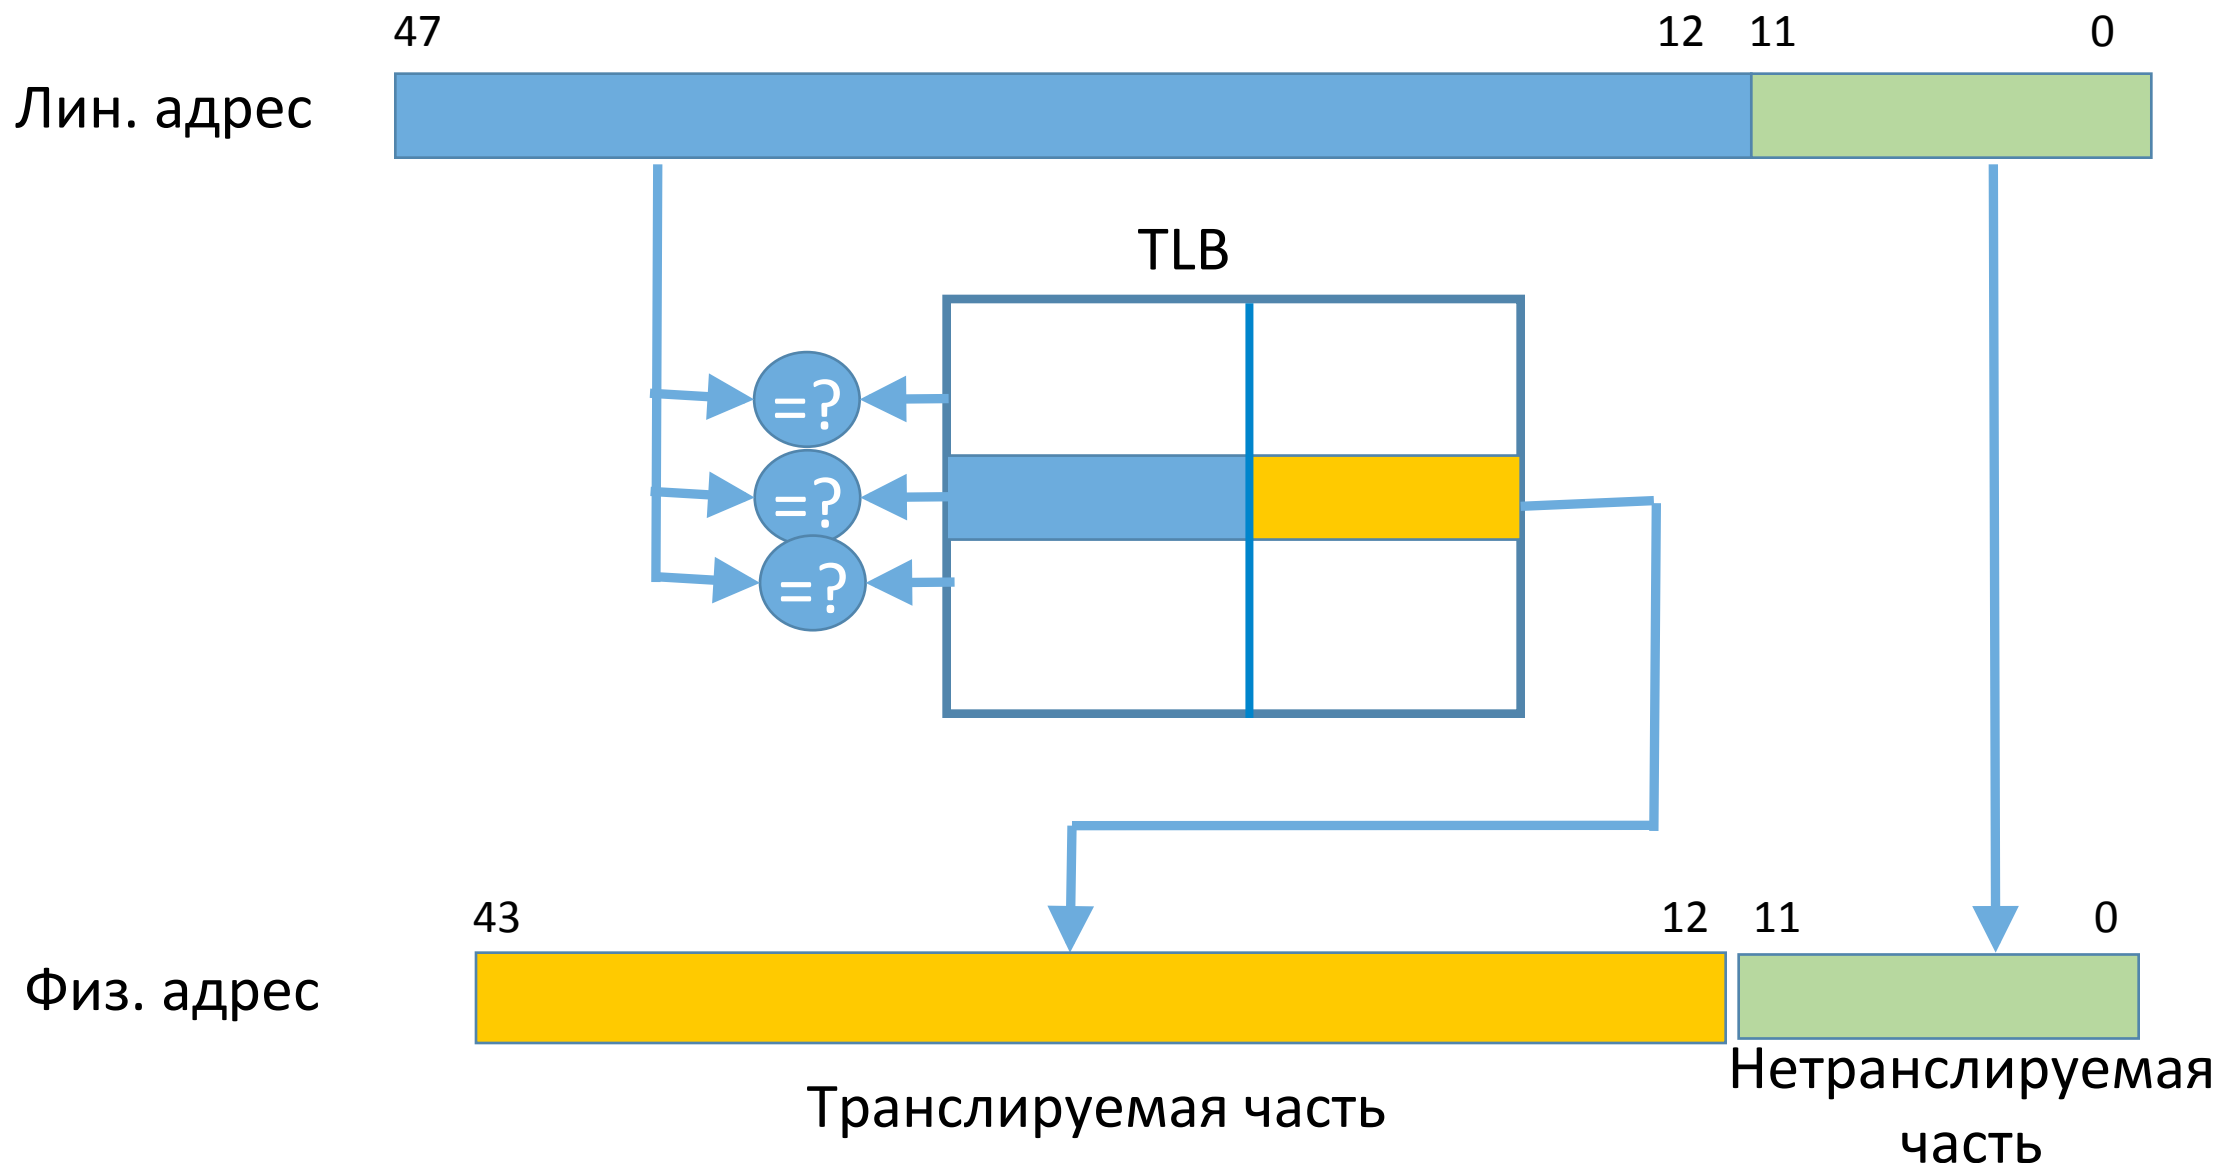 47 12 11 0
Лин. адрес
TLB
=?
=?
=?
43 12 11 0
Физ. адрес
Транслируемая часть
Нетранслируемая
часть